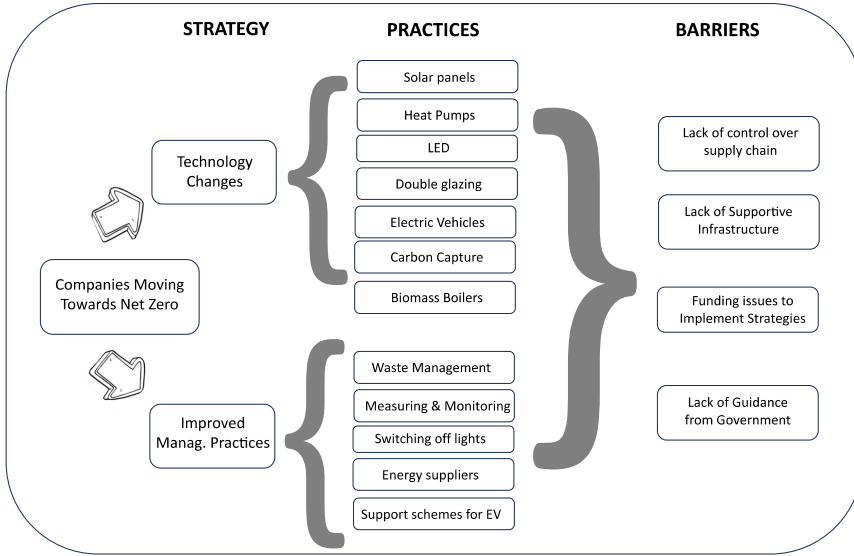 STRATEGY
PRACTICES
BARRIERS
Companies Moving
Towards Net Zero
Technology
Changes
Improved
Manag. Practices
Solar panels
Heat Pumps
LED
Double glazing
Electric Vehicles
Carbon Capture
Biomass Boilers
Waste Management
Measuring & Monitoring
Switching off lights
Energy suppliers
Support schemes for EV
Lack of control over
supply chain
Lack of Supportive
Infrastructure
Funding issues to
Implement Strategies
Lack of Guidance
from Government